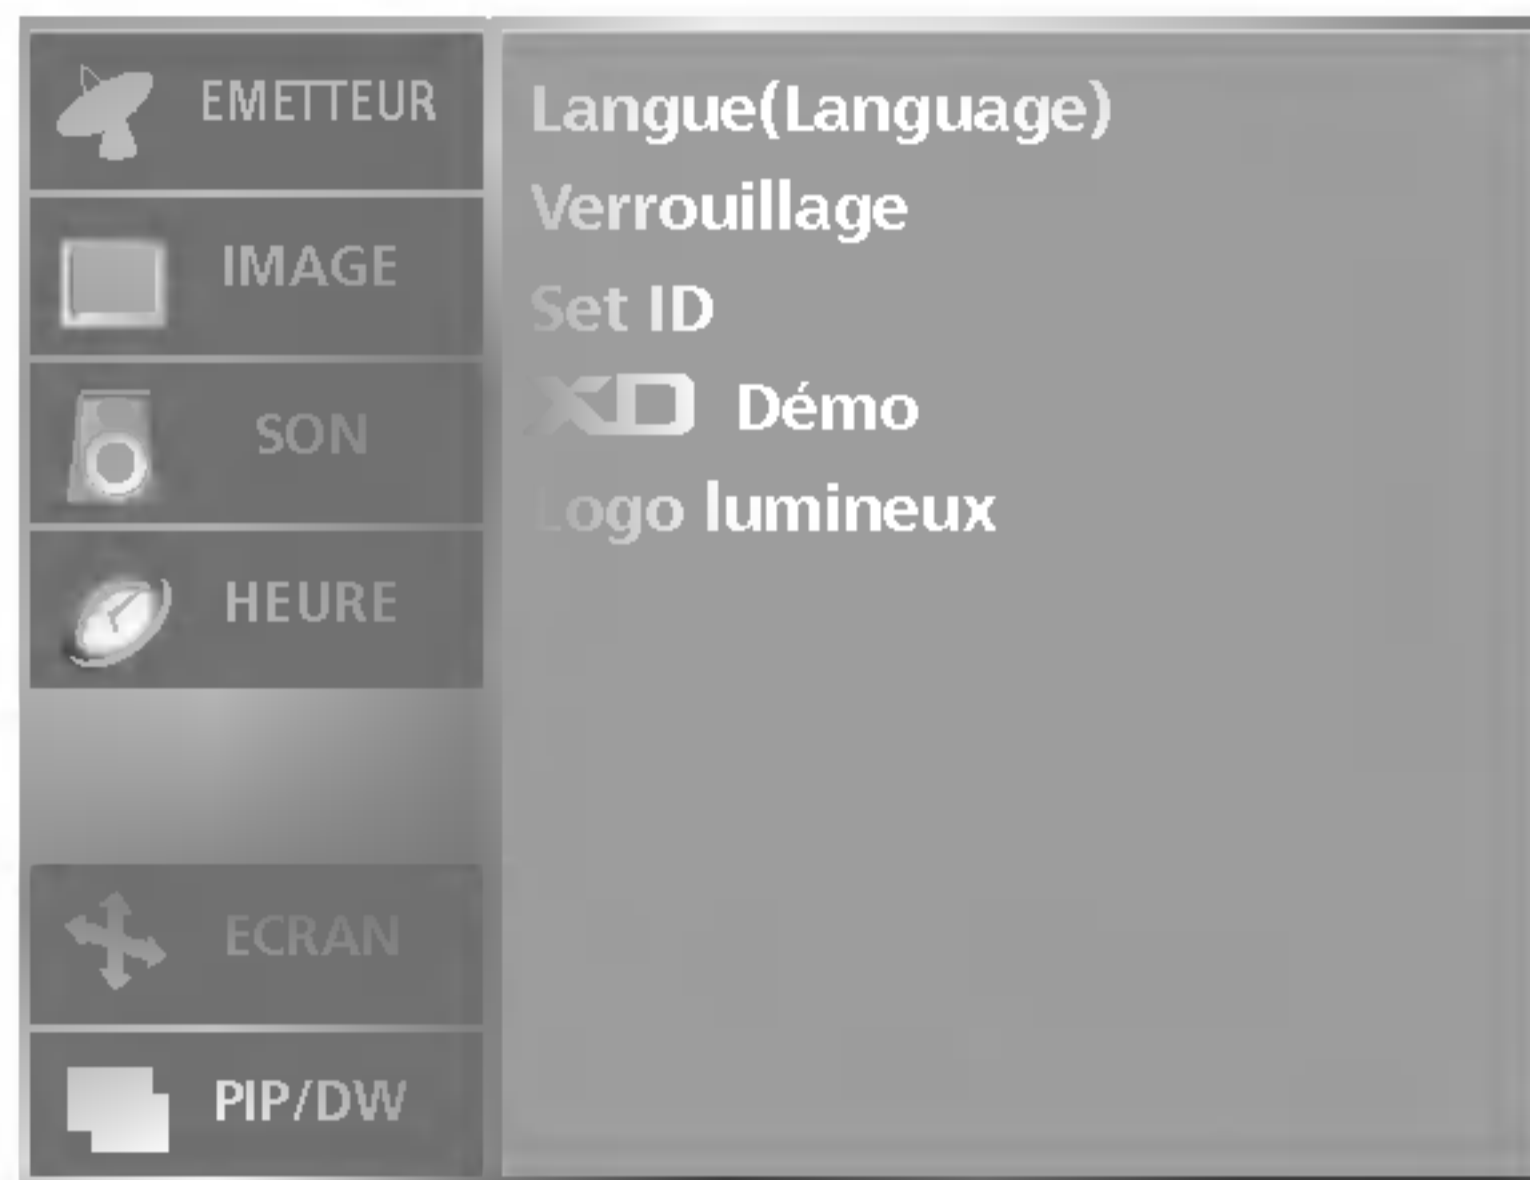 EMETTEUR
IMAGE
SON
HEURE
ECRAN
PIP/DW
Langue(Language)
Verrouillage
Set ID
XD Démo
Logo lumineux